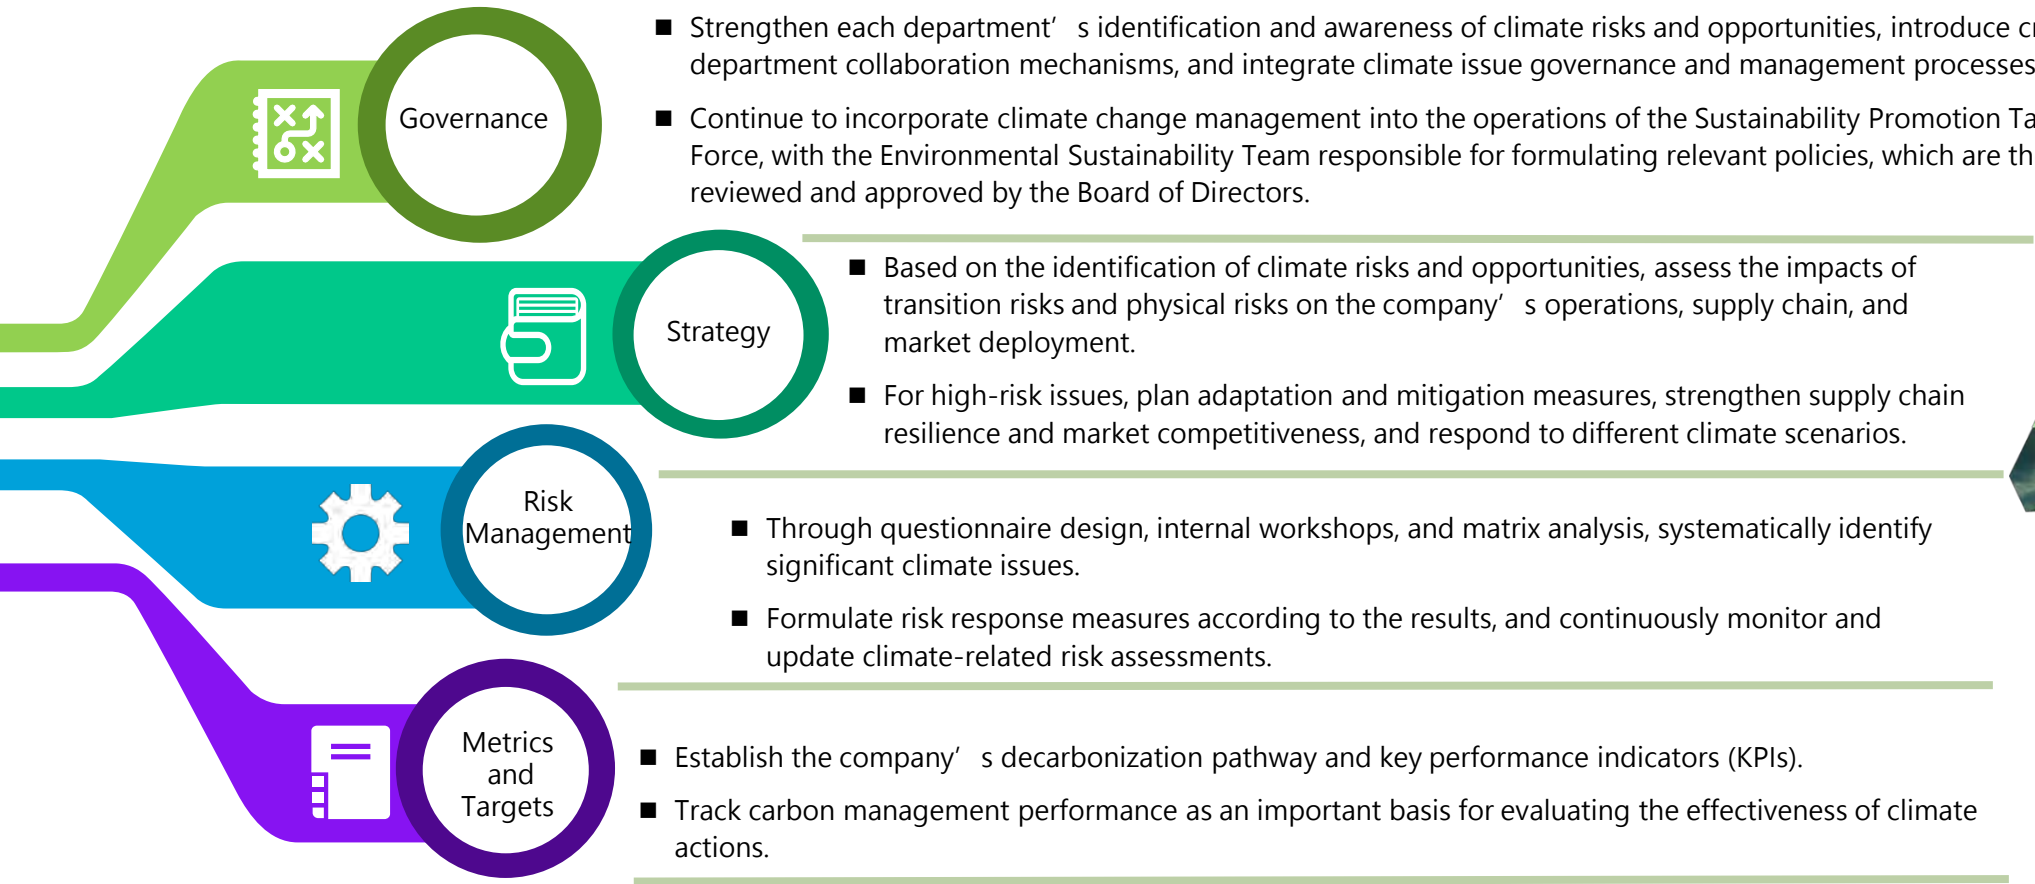 Governance
■ Strengthen each department’s identification and awareness of climate risks and opportunities, introduce
department collaboration mechanisms, and integrate climate issue governance and management processes
■ Continue to incorporate climate change management into the operations of the Sustainability Promotion
Force, with the Environmental Sustainability Team responsible for formulating relevant policies, which are
reviewed and approved by the Board of Directors.
Strategy
■ Based on the identification of climate risks and opportunities, assess the impacts of
transition risks and physical risks on the company’s operations, supply chain, and
market deployment.
■ For high-risk issues, plan adaptation and mitigation measures, strengthen supply chain
resilience and market competitiveness, and respond to different climate scenarios.
Risk
Management
■ Through questionnaire design, internal workshops, and matrix analysis, systematically identify
significant climate issues.
■ Formulate risk response measures according to the results, and continuously monitor and
update climate-related risk assessments.
Metrics
and
Targets
■ Establish the company’s decarbonization pathway and key performance indicators (KPIs).
■ Track carbon management performance as an important basis for evaluating the effectiveness of climate
actions.